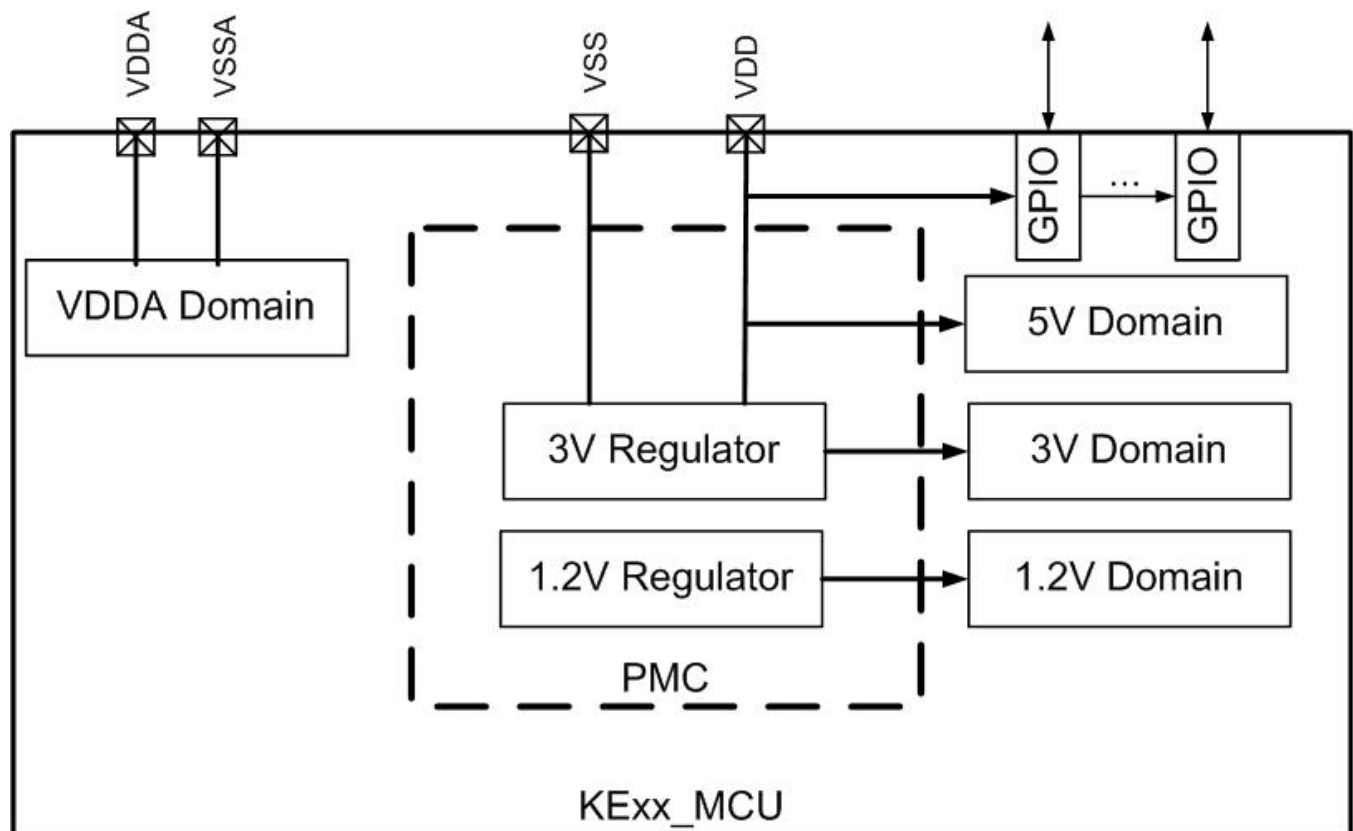 VDDA
VSSA
VSS
VDD
GPIO
...
GPIO
VDDA Domain
5V Domain
3V Regulator
3V Domain
1.2V Regulator
1.2V Domain
PMC
KExx_MCU